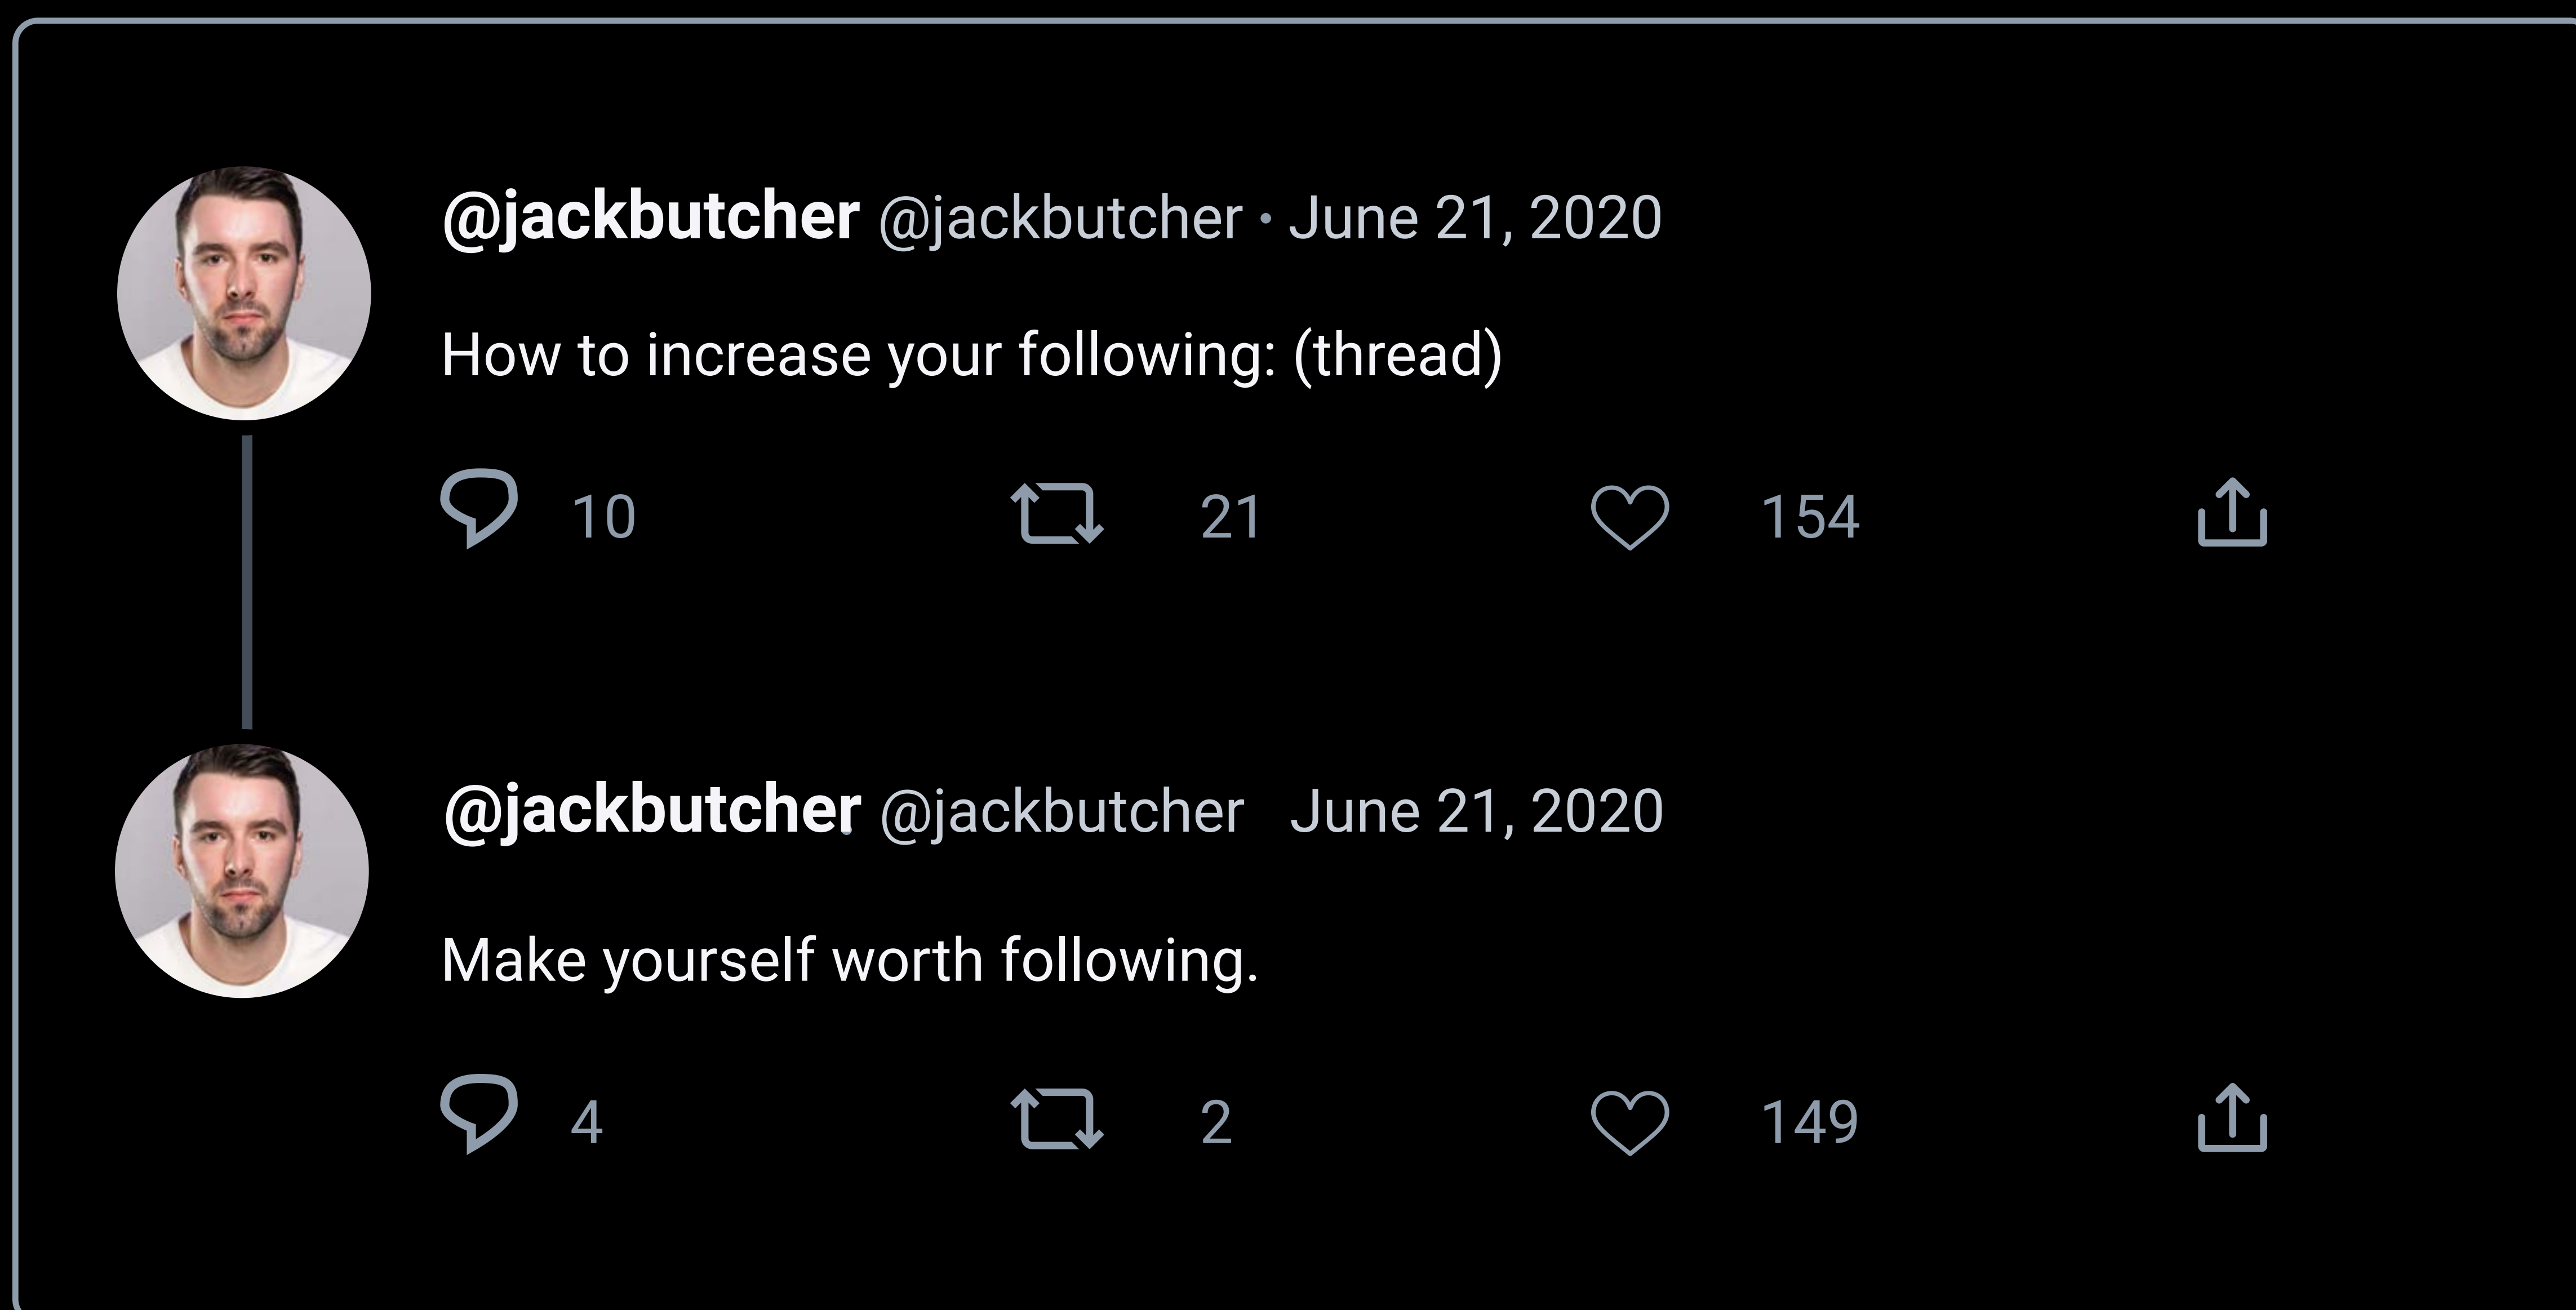 @jackbutcher @jackbutcher · June 21, 2020
How to increase your following: (thread)
10 21 154
@jackbutcher @jackbutcher June 21, 2020
Make yourself worth following.
4 2 149